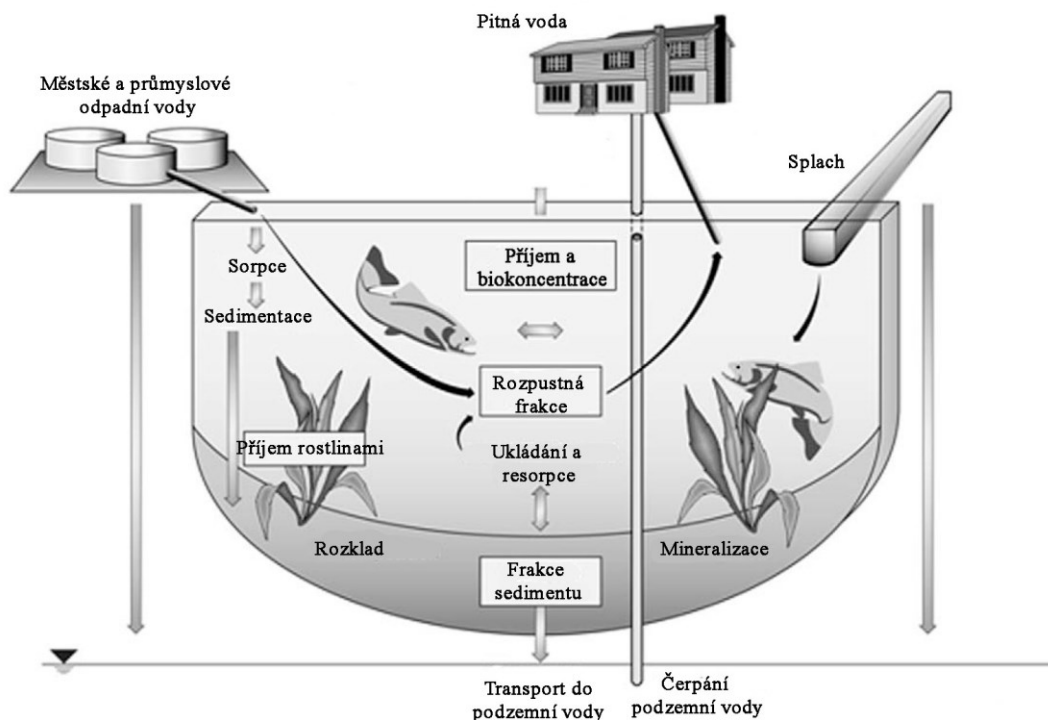 Pitná voda
Městské a průmyslové
odpadní vody
Splach
Příjem a
biokoncentrace
Sorpce
Sedimentace
Rozpustná
frakce
Příjem rostlinami
Ukládání a
resorpce
Rozklad
Mineralizace
Frakce
sedimentu
Transport do
podzemní vody
Čerpání
podzemní vody